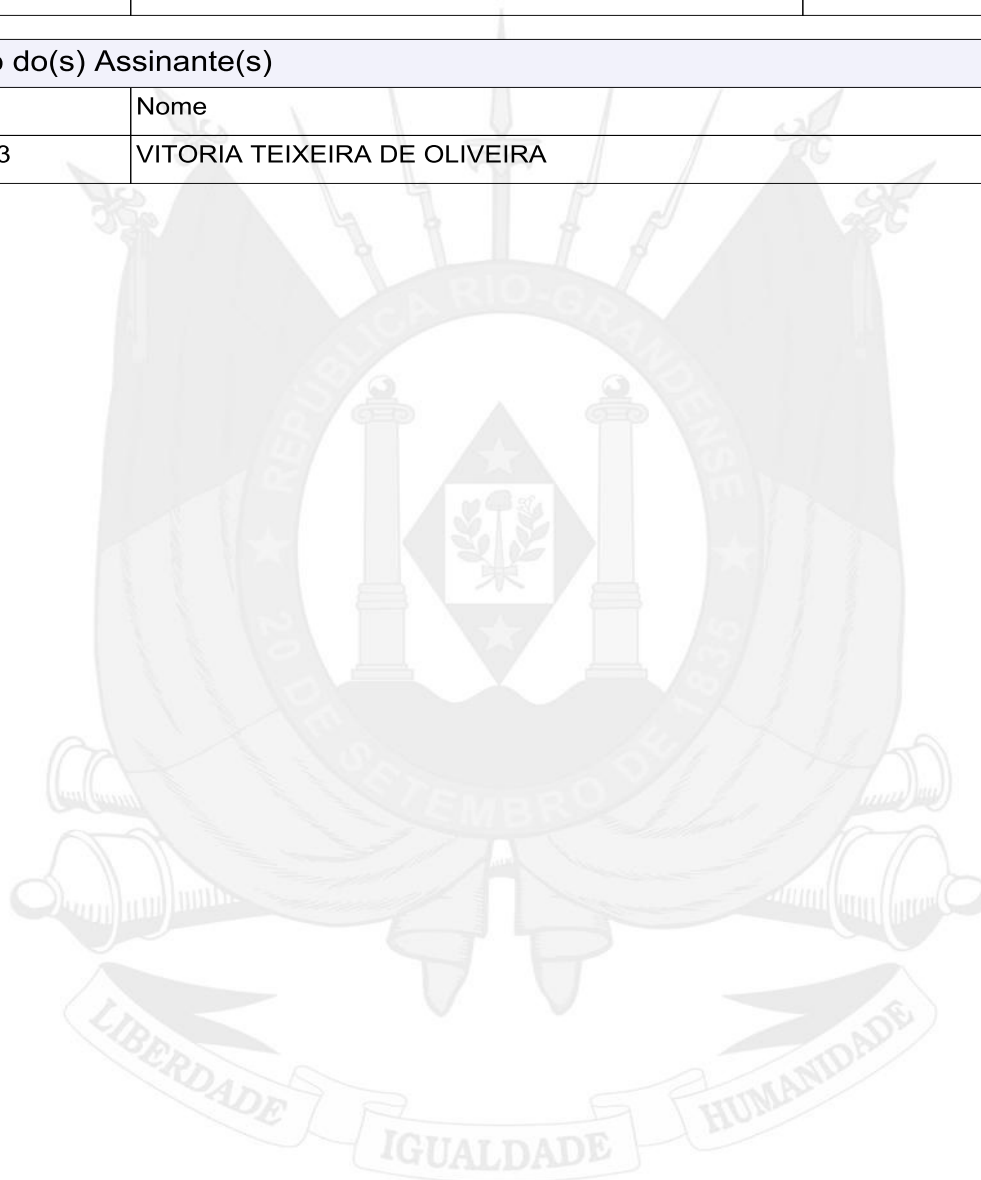 o do(s) Assinante(s)
Nome
3 VITORIA TEIXEIRA DE OLIVEIRA
REPÚBLICA RIO-GRANDENSE
20 DE SETEMBRO DE 1835
LIBERDADE
IGUALDADE
HUMANIDADE